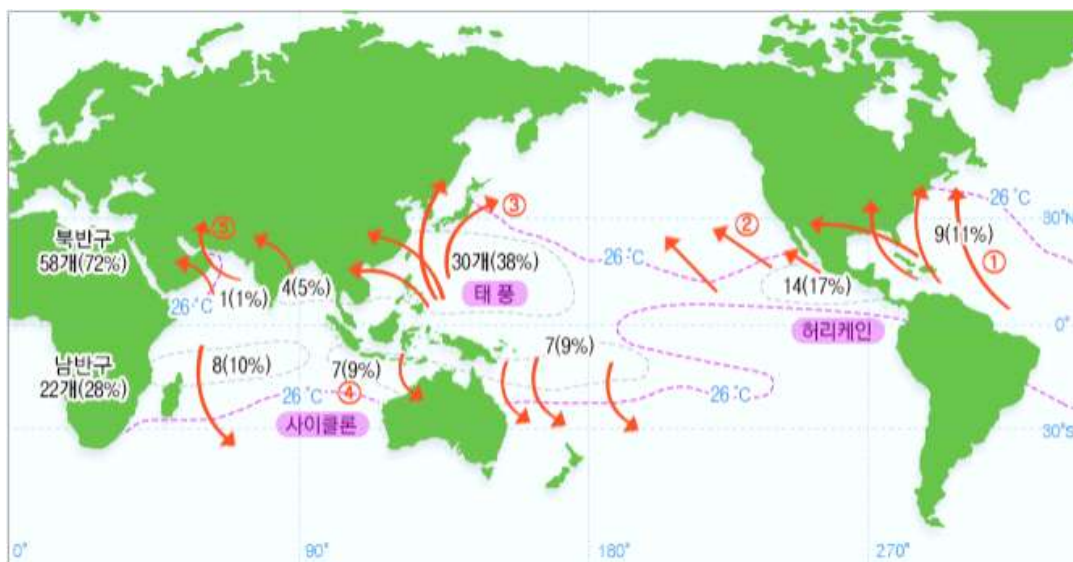 북반구
58개(72%)
⑤
1(1%)
26℃
4(5%)
③
30개(38%)
태 풍
26℃
②
14(17%)
9(11%)
①
26℃
30°N
0°
허리케인
남반구
22개(28%)
8(10%)
7(9%)
④
26℃
사이클론
7(9%)
26℃
30°S
0°
90°
180°
270°